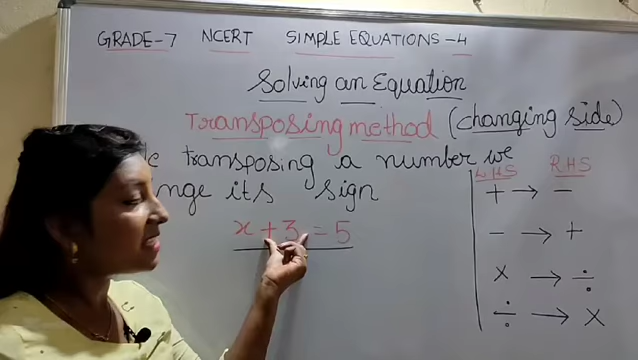 GRADE-7 NCERT SIMPLE EQUATIONS-4
Solving an Equation
Transposing method (changing side)
transposing a number we
its sign
x + 3 = 5
LHS RHS
+ → −
− → +
× → ÷
÷ → ×